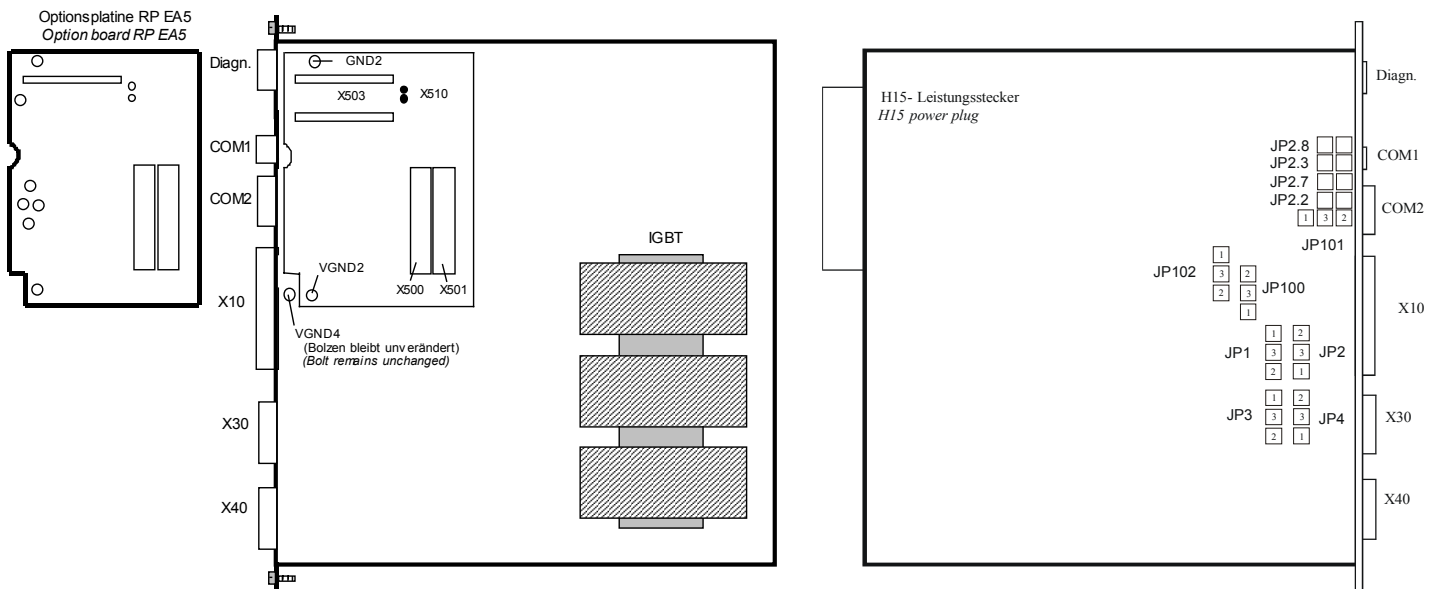 Optionsplatine RP EA5
Option board RP EA5
Diagn.
COM1
COM2
X10
X30
X40
GND2
X503
X510
X500
X501
VGND2
VGND4
(Bolzen bleibt unverändert)
(Bolt remains unchanged)
IGBT
H15- Leistungsstecker
H15 power plug
Diagn.
COM1
COM2
X10
X30
X40
JP2.8
JP2.3
JP2.7
JP2.2
1 3 2
JP101
JP102
1
3
2
JP100
2
3
1
JP1
1
3
2
JP2
2
3
1
JP3
1
3
2
JP4
2
3
1